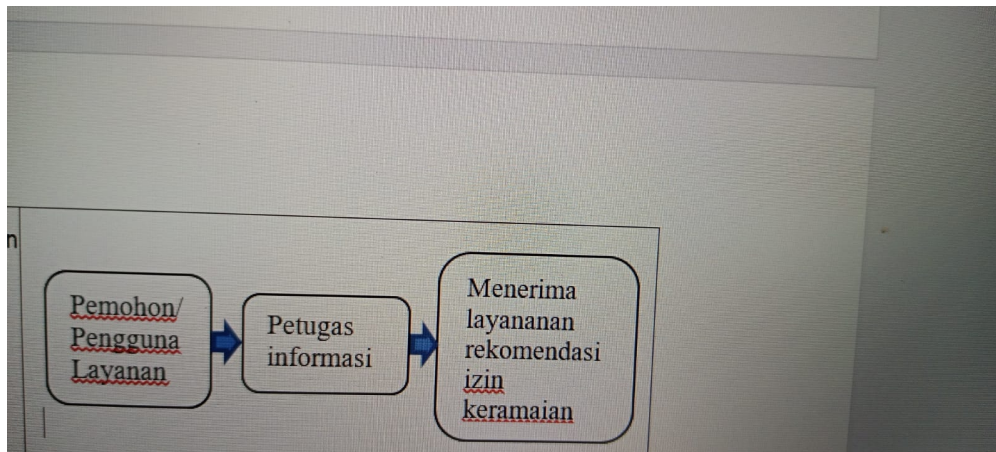 n
Pemohon/
Pengguna
Layanan
Petugas
informasi
Menerima
layananan
rekomendasi
izin
keramaian